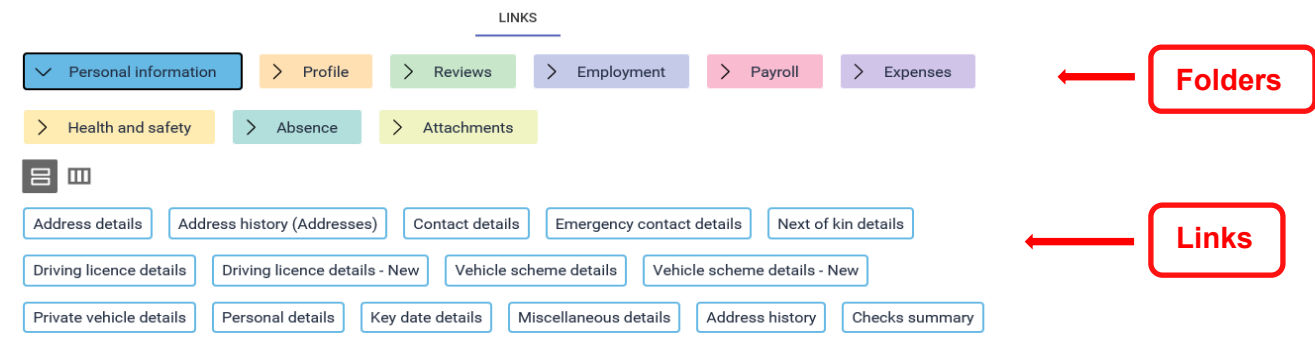 LINKS
Personal information Profile Reviews Employment Payroll Expenses
Folders
Health and safety Absence Attachments
Address details Address history (Addresses) Contact details Emergency contact details Next of kin details
Links
Driving licence details Driving licence details - New Vehicle scheme details Vehicle scheme details - New
Private vehicle details Personal details Key date details Miscellaneous details Address history Checks summary